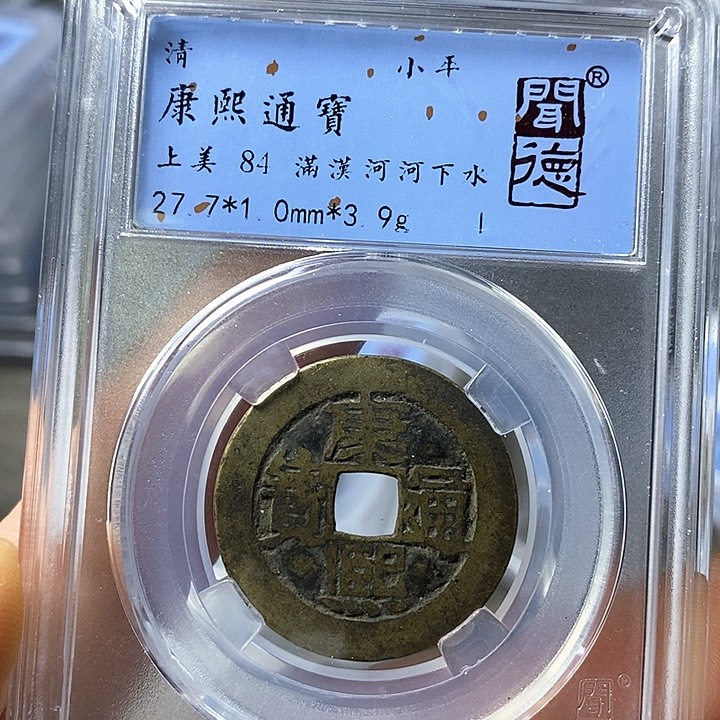 清 小平
康熙通寶
上美 84 滿漢河河下水
27.7*1.0mm*3.9g !
聞德®
康熙通寶
聞®